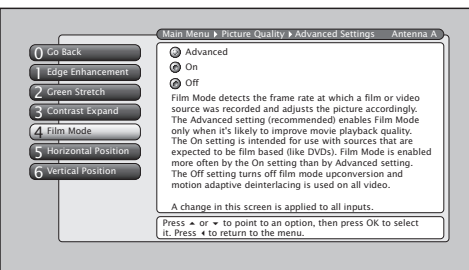 Main Menu ▸ Picture Quality ▸ Advanced Settings Antenna A
0 Go Back
1 Edge Enhancement
2 Green Stretch
3 Contrast Expand
4 Film Mode
5 Horizontal Position
6 Vertical Position
Advanced
On
Off
Film Mode detects the frame rate at which a film or video
source was recorded and adjusts the picture accordingly.
The Advanced setting (recommended) enables Film Mode
only when it's likely to improve movie playback quality.
The On setting is intended for use with sources that are
expected to be film based (like DVDs). Film Mode is enabled
more often by the On setting than by Advanced setting.
The Off setting turns off film mode upconversion and
motion adaptive deinterlacing is used on all video.
A change in this screen is applied to all inputs.
Press ▴ or ▾ to point to an option, then press OK to select
it. Press ◂ to return to the menu.